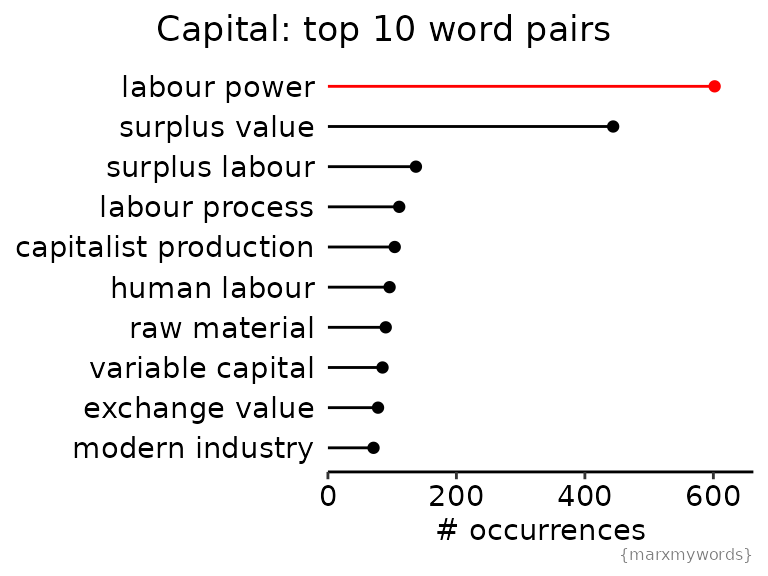 Capital: top 10 word pairs
labour power
surplus value
surplus labour
labour process
capitalist production
human labour
raw material
variable capital
exchange value
modern industry
0 200 400 600
# occurrences
{marxmywords}